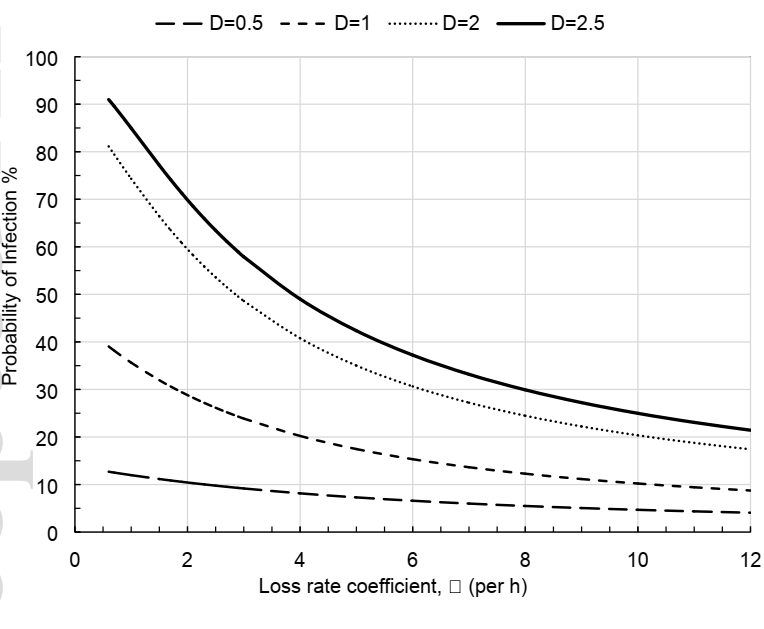 D=0.5 D=1 D=2 D=2.5
100
90
80
70
60
50
40
30
20
10
0
Probability of Infection %
0 2 4 6 8 10 12
Loss rate coefficient, □ (per h)